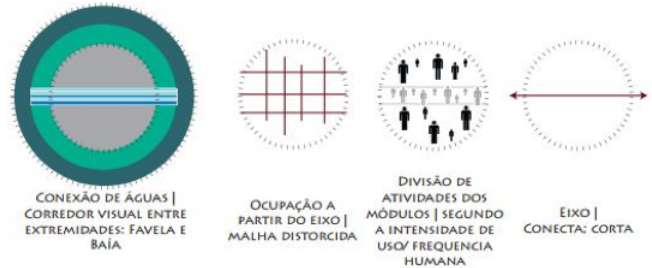 CONEXÃO DE ÁGUAS |
CORREDOR VISUAL ENTRE
EXTREMIDADES: FAVELA E
BAÍA
OCUPAÇÃO A
PARTIR DO EIXO |
MALHA DISTORCIDA
DIVISÃO DE
ATIVIDADES DOS
MÓDULOS | SEGUNDO
A INTENSIDADE DE
USO/ FREQUENCIA
HUMANA
EIXO |
CONECTA; CORTA